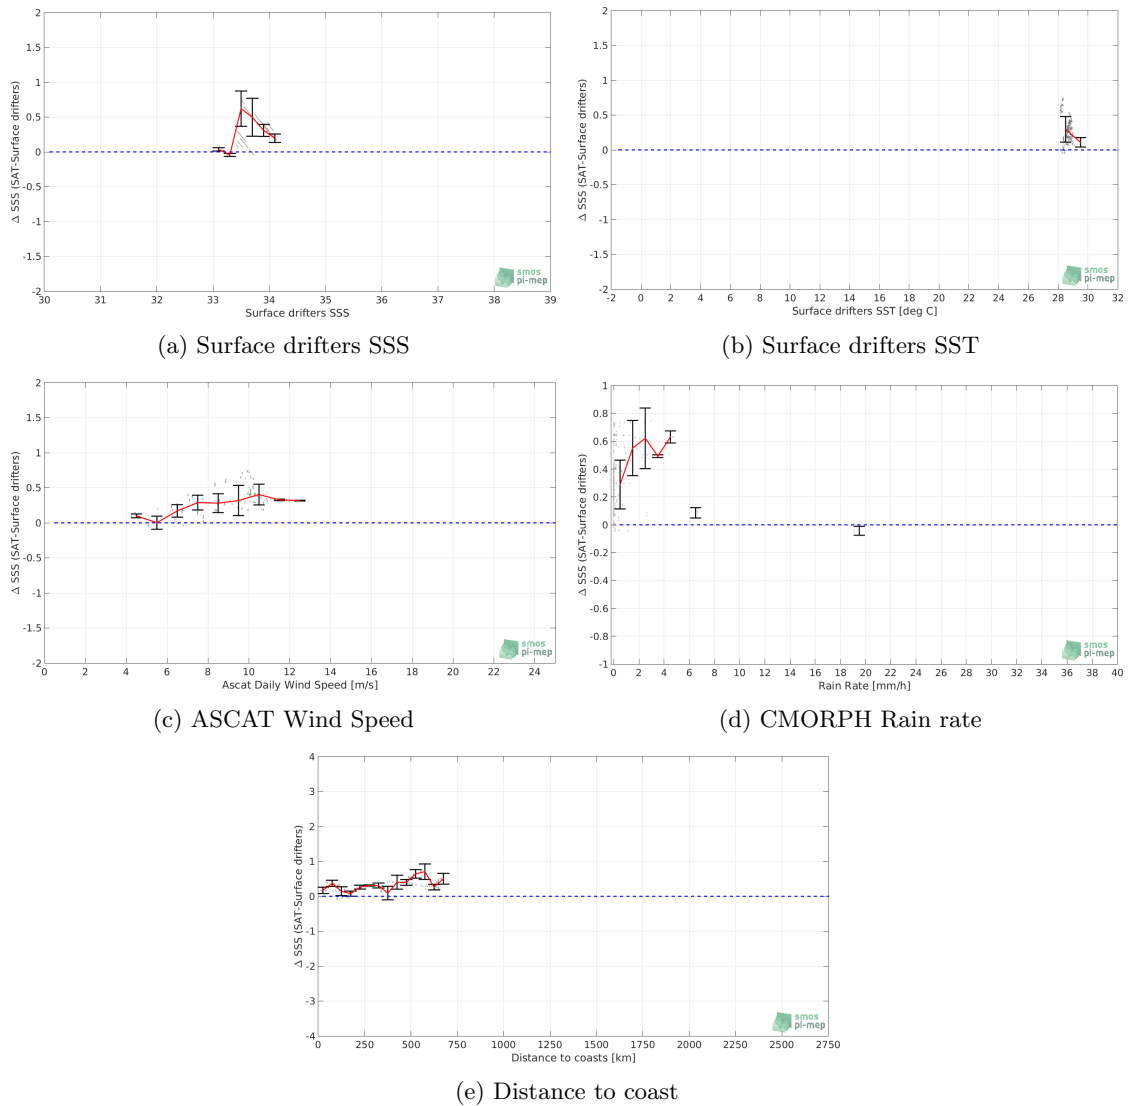 2
1.5
1
0.5
0
-0.5
-1
-1.5
-2
Δ SSS (SAT-Surface drifters)
30 31 32 33 34 35 36 37 38 39
Surface drifters SSS
smos
pi-mep
(a) Surface drifters SSS
2
1.5
1
0.5
0
-0.5
-1
-1.5
-2
Δ SSS (SAT-Surface drifters)
-2 0 2 4 6 8 10 12 14 16 18 20 22 24 26 28 30 32
Surface drifters SST [deg C]
smos
pi-mep
(b) Surface drifters SST
2
1.5
1
0.5
0
-0.5
-1
-1.5
-2
Δ SSS (SAT-Surface drifters)
0 2 4 6 8 10 12 14 16 18 20 22 24
Ascat Daily Wind Speed [m/s]
smos
pi-mep
(c) ASCAT Wind Speed
1
0.8
0.6
0.4
0.2
0
-0.2
-0.4
-0.6
-0.8
-1
Δ SSS (SAT-Surface drifters)
0 2 4 6 8 10 12 14 16 18 20 22 24 26 28 30 32 34 36 38 40
Rain Rate [mm/h]
smos
pi-mep
(d) CMORPH Rain rate
4
3
2
1
0
-1
-2
-3
-4
Δ SSS (SAT-Surface drifters)
0 250 500 750 1000 1250 1500 1750 2000 2250 2500 2750
Distance to coasts [km]
smos
pi-mep
(e) Distance to coast